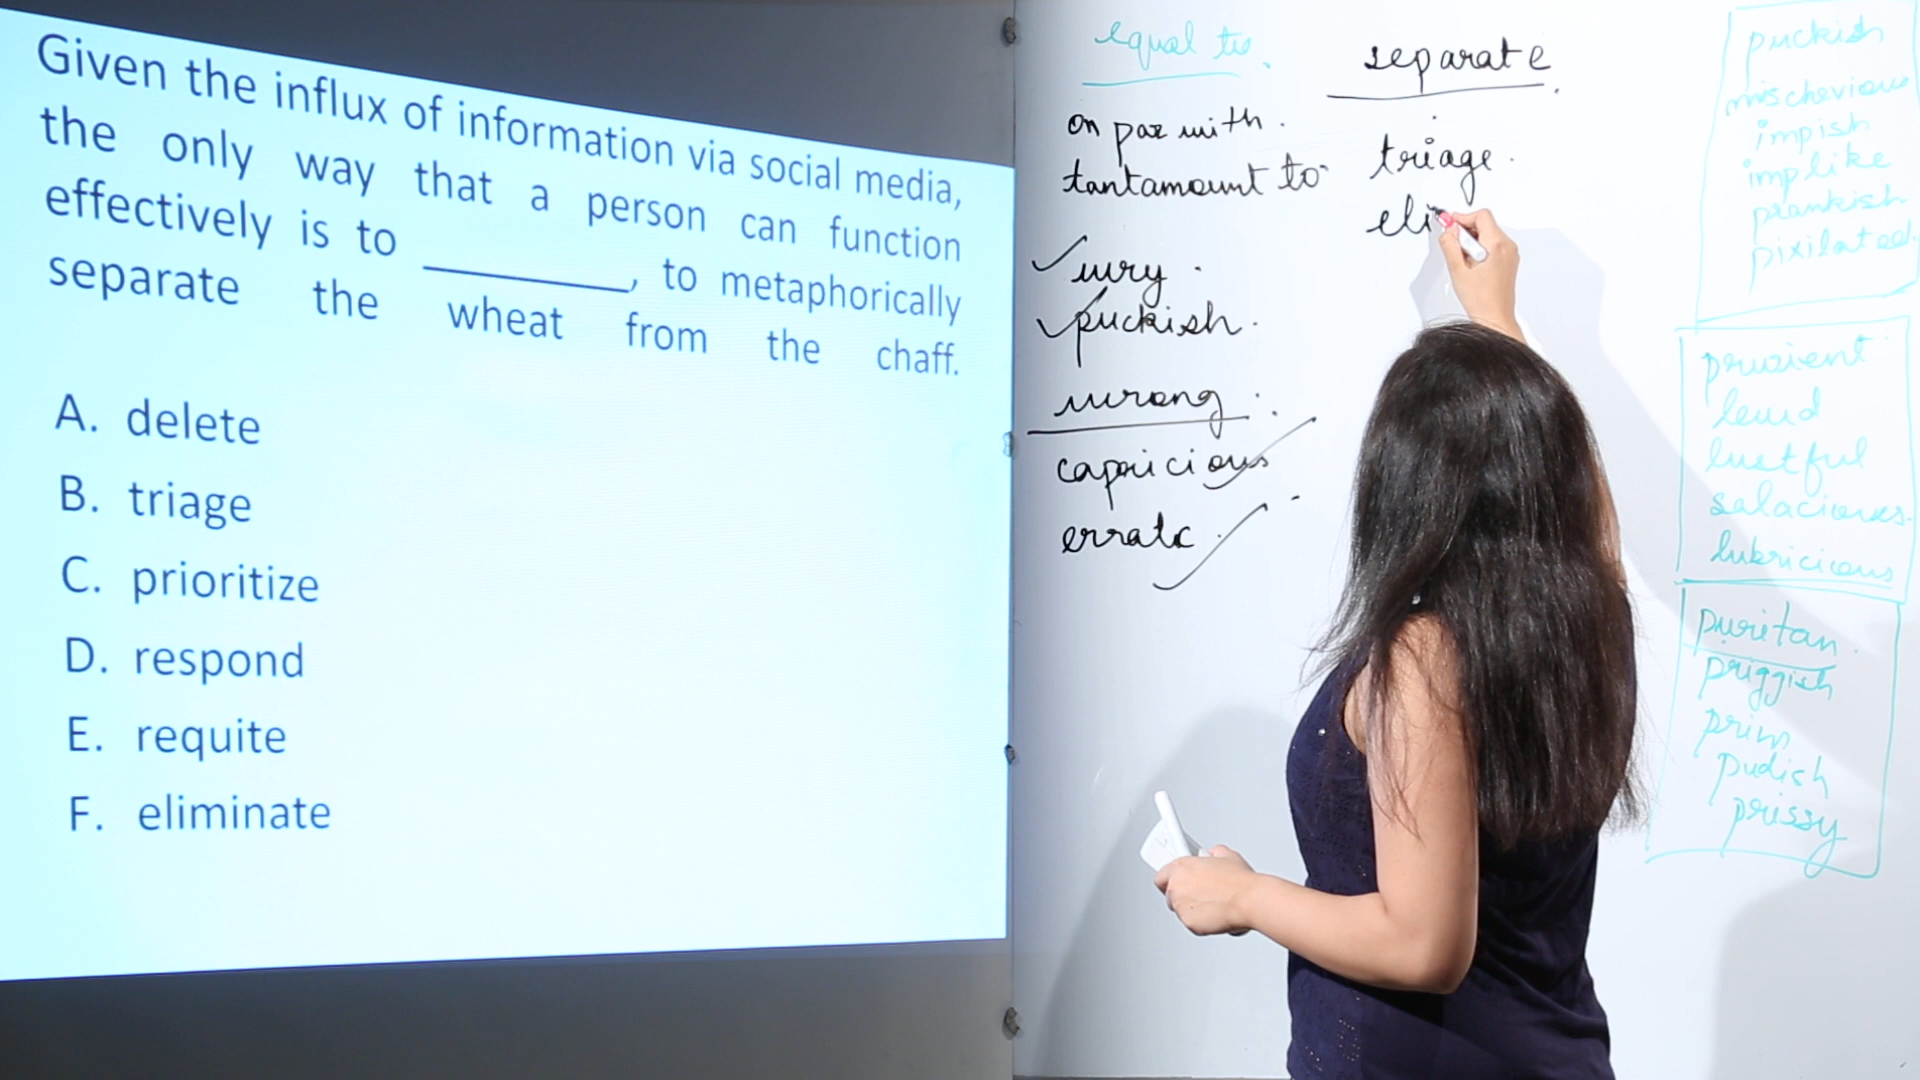 Given the influx of information via social media,
the only way that a person can function
effectively is to ________, to metaphorically
separate the wheat from the chaff.
A. delete
B. triage
C. prioritize
D. respond
E. requite
F. eliminate
equal to.
on par with.
tantamount to
wry.
puckish.
wrong.
capricious
erratc
separate.
triage.
eli
puckish
mischevious
impish
implike
prankish
pixilated.
prurient
lewd
lustful
salacious.
lubricious
puritan.
priggish
prim
pudish
prissy